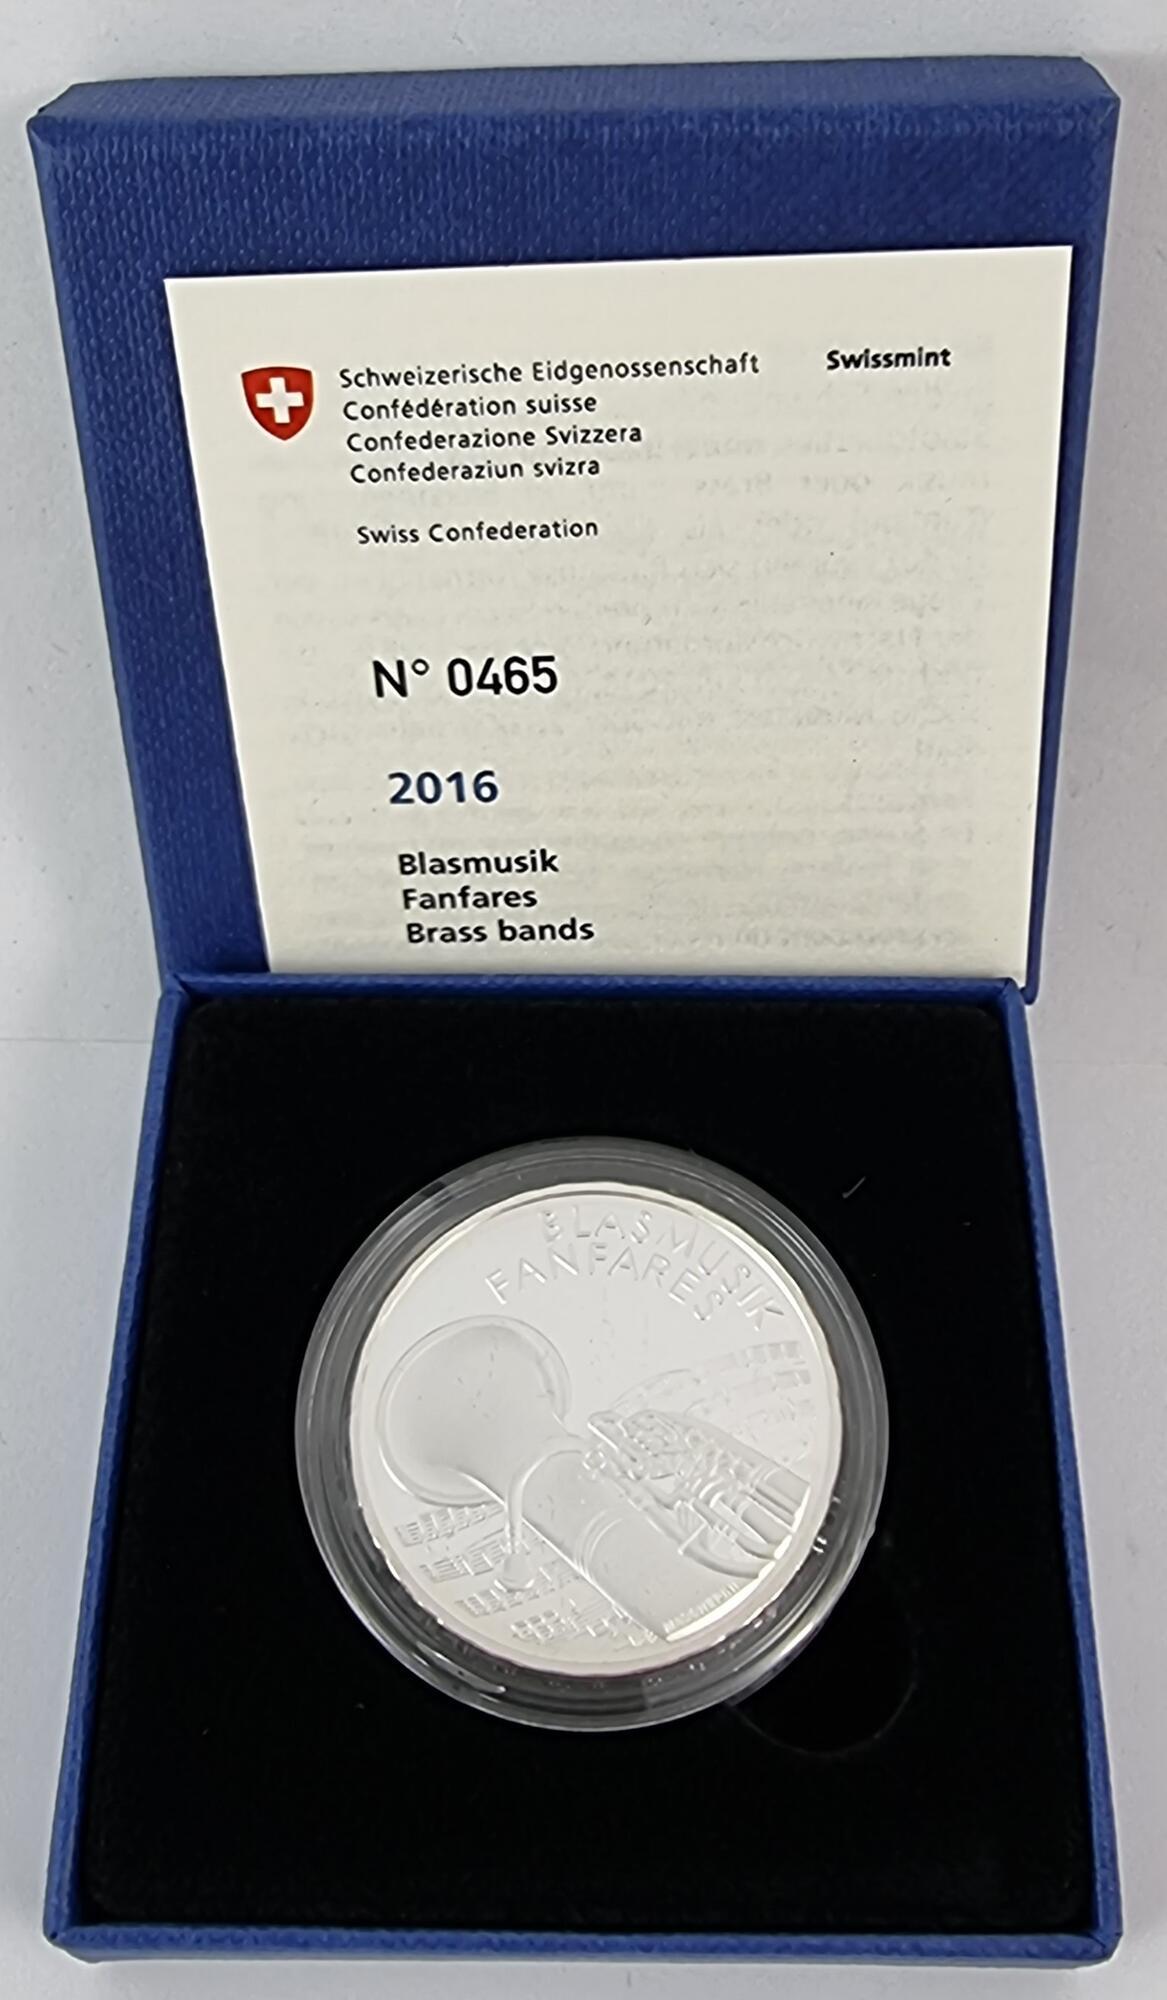 Schweizerische Eidgenossenschaft
Confédération suisse
Confederazione Svizzera
Confederaziun svizra
Swissmint
Swiss Confederation
N° 0465
2016
Blasmusik
Fanfares
Brass bands
BLASMUSIK
FANFARES